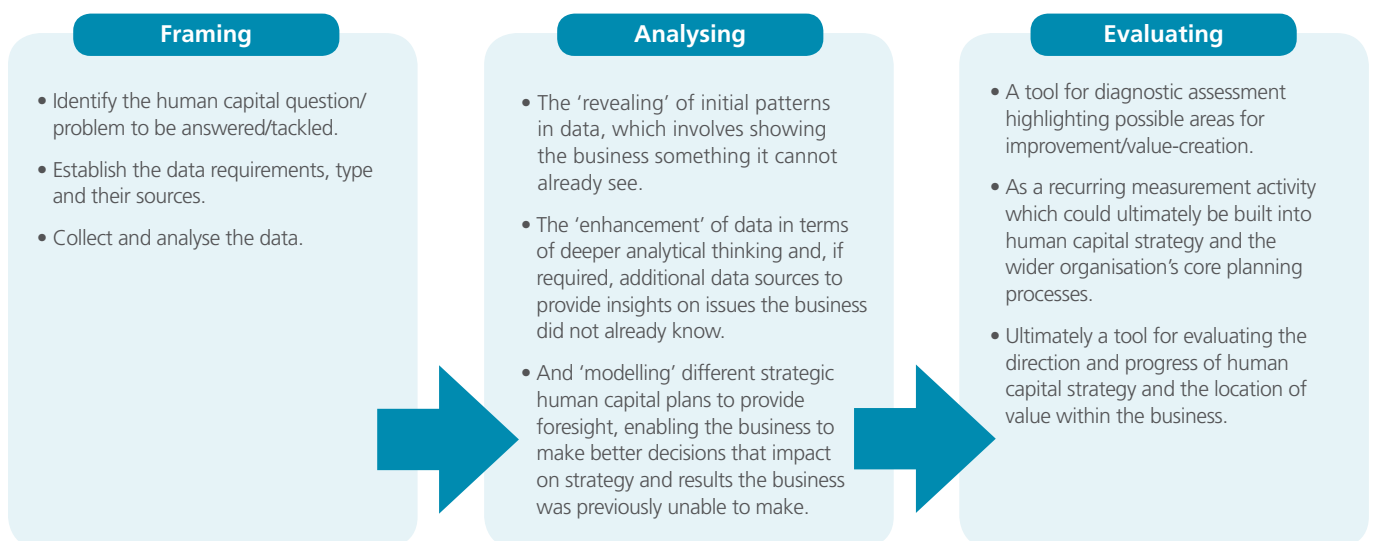 Framing
• Identify the human capital question/
problem to be answered/tackled.
• Establish the data requirements, type
and their sources.
• Collect and analyse the data.
Analysing
• The ‘revealing’ of initial patterns
in data, which involves showing
the business something it cannot
already see.
• The ‘enhancement’ of data in terms
of deeper analytical thinking and, if
required, additional data sources to
provide insights on issues the business
did not already know.
• And ‘modelling’ different strategic
human capital plans to provide
foresight, enabling the business to
make better decisions that impact
on strategy and results the business
was previously unable to make.
Evaluating
• A tool for diagnostic assessment
highlighting possible areas for
improvement/value-creation.
• As a recurring measurement activity
which could ultimately be built into
human capital strategy and the
wider organisation’s core planning
processes.
• Ultimately a tool for evaluating the
direction and progress of human
capital strategy and the location of
value within the business.